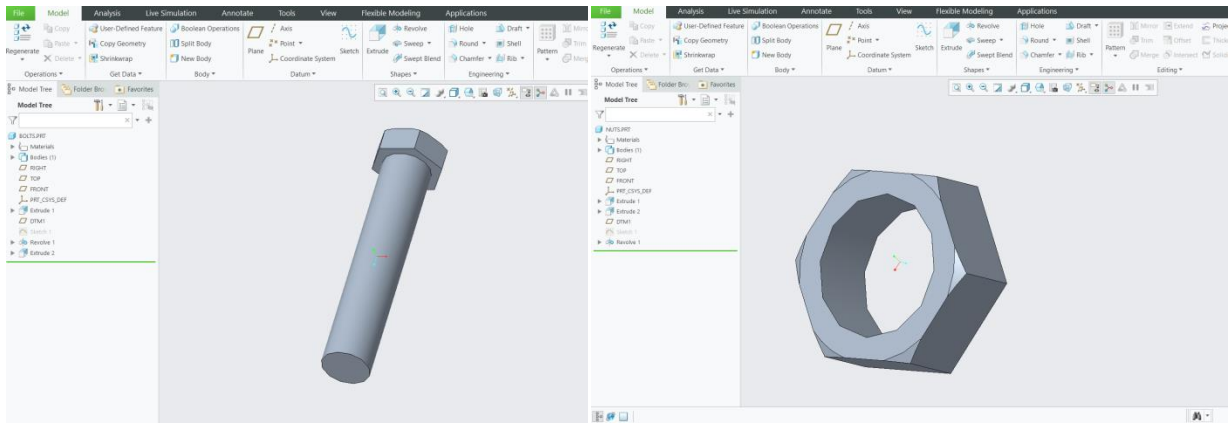 File Model Analysis Live Simulation Annotate Tools View Flexible Modeling Applications
Copy User-Defined Feature Boolean Operations Axis Revolve Hole Draft
Paste Copy Geometry Split Body Point Sweep Round Shell
Regenerate Delete Shrinkwrap New Body Plane Coordinate System Sketch Extrude Swept Blend Chamfer Rib Pattern
Operations Get Data Body Datum Shapes Engineering
Model Tree Folder Bro Favorites
Model Tree
BOLTS.PRT
Materials
Bodies (1)
RIGHT
TOP
FRONT
PRT_CSYS_DEF
Extrude 1
DTM1
Sketch 1
Revolve 1
Extrude 2
File Model Analysis Live Simulation Annotate Tools View Flexible Modeling Applications
Copy User-Defined Feature Boolean Operations Axis Revolve Hole Draft Mirror Extend Proje
Paste Copy Geometry Split Body Point Sweep Round Shell Trim Offset Thick
Regenerate Delete Shrinkwrap New Body Plane Coordinate System Sketch Extrude Swept Blend Chamfer Rib Pattern Merge Intersect Solid
Operations Get Data Body Datum Shapes Engineering Editing
Model Tree Folder Bro Favorites
Model Tree
NUTS.PRT
Materials
Bodies (1)
RIGHT
TOP
FRONT
PRT_CSYS_DEF
Extrude 1
Extrude 2
DTM1
Sketch 1
Revolve 1